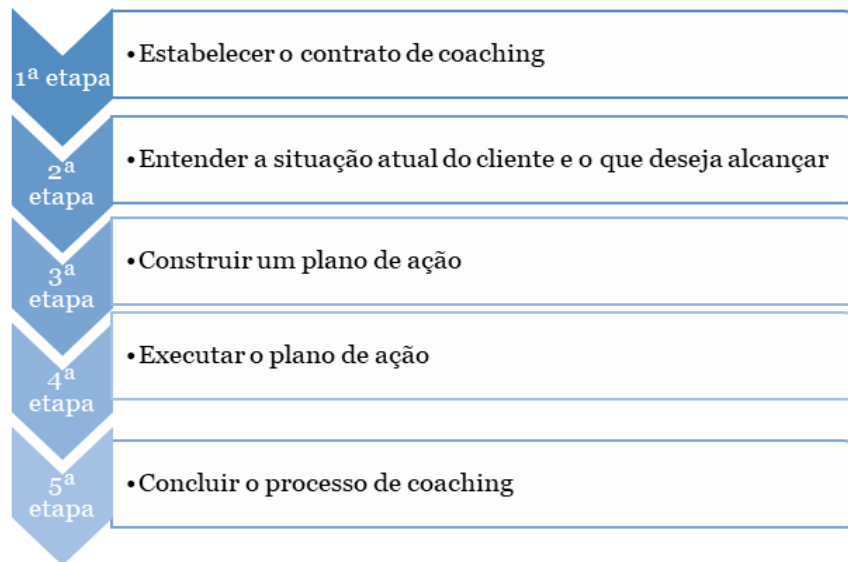 1ª etapa
• Estabelecer o contrato de coaching
2ª
etapa
• Entender a situação atual do cliente e o que deseja alcançar
3ª
etapa
• Construir um plano de ação
4ª
etapa
• Executar o plano de ação
5ª
etapa
• Concluir o processo de coaching